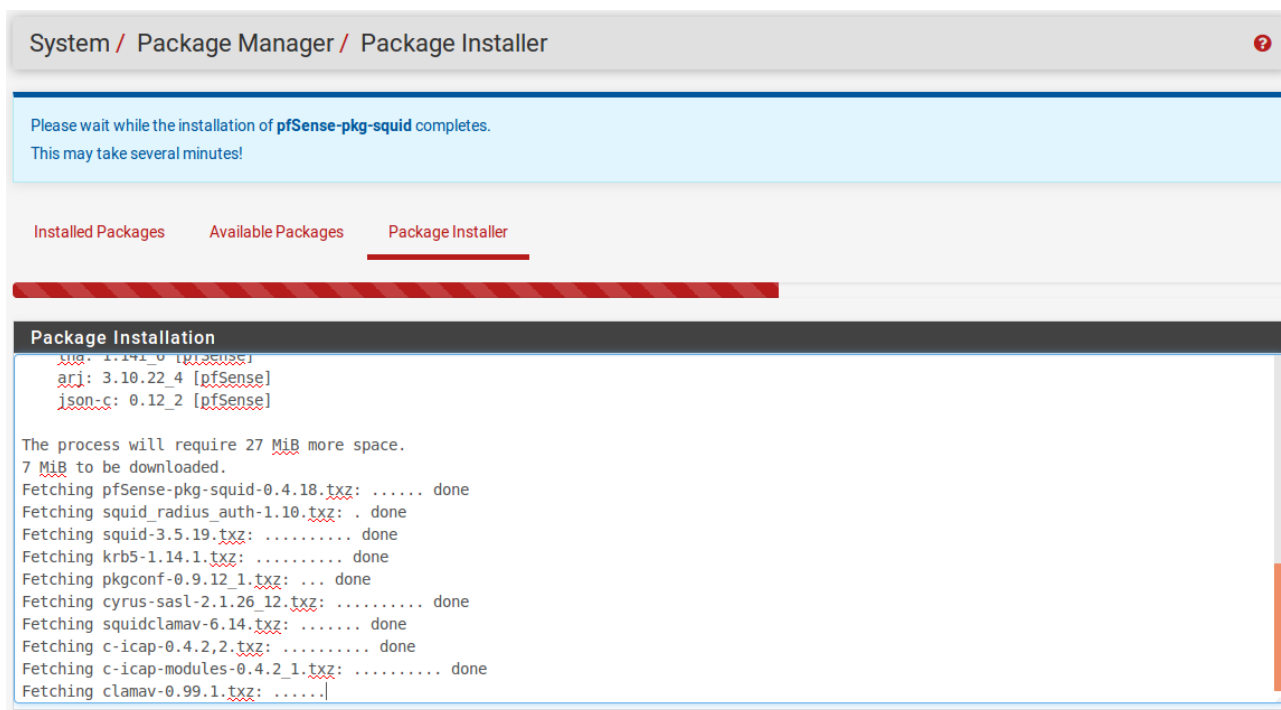 System / Package Manager / Package Installer
Please wait while the installation of pfSense-pkg-squid completes.
This may take several minutes!
Installed Packages Available Packages Package Installer
Package Installation
1.141_6 [pfSense]
arj: 3.10.22_4 [pfSense]
json-c: 0.12_2 [pfSense]
The process will require 27 MiB more space.
7 MiB to be downloaded.
Fetching pfSense-pkg-squid-0.4.18.txz: ...... done
Fetching squid_radius_auth-1.10.txz: . done
Fetching squid-3.5.19.txz: .......... done
Fetching krb5-1.14.1.txz: .......... done
Fetching pkgconf-0.9.12_1.txz: ... done
Fetching cyrus-sasl-2.1.26_12.txz: .......... done
Fetching squidclamav-6.14.txz: ....... done
Fetching c-icap-0.4.2,2.txz: .......... done
Fetching c-icap-modules-0.4.2_1.txz: .......... done
Fetching clamav-0.99.1.txz: ......